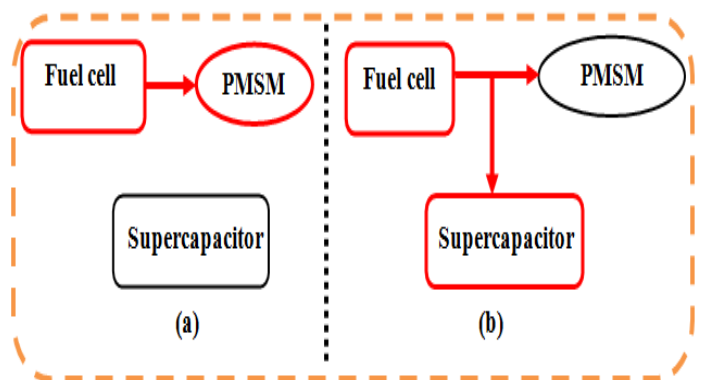 Fuel cell
PMSM
Supercapacitor
(a)
Fuel cell
PMSM
Supercapacitor
(b)